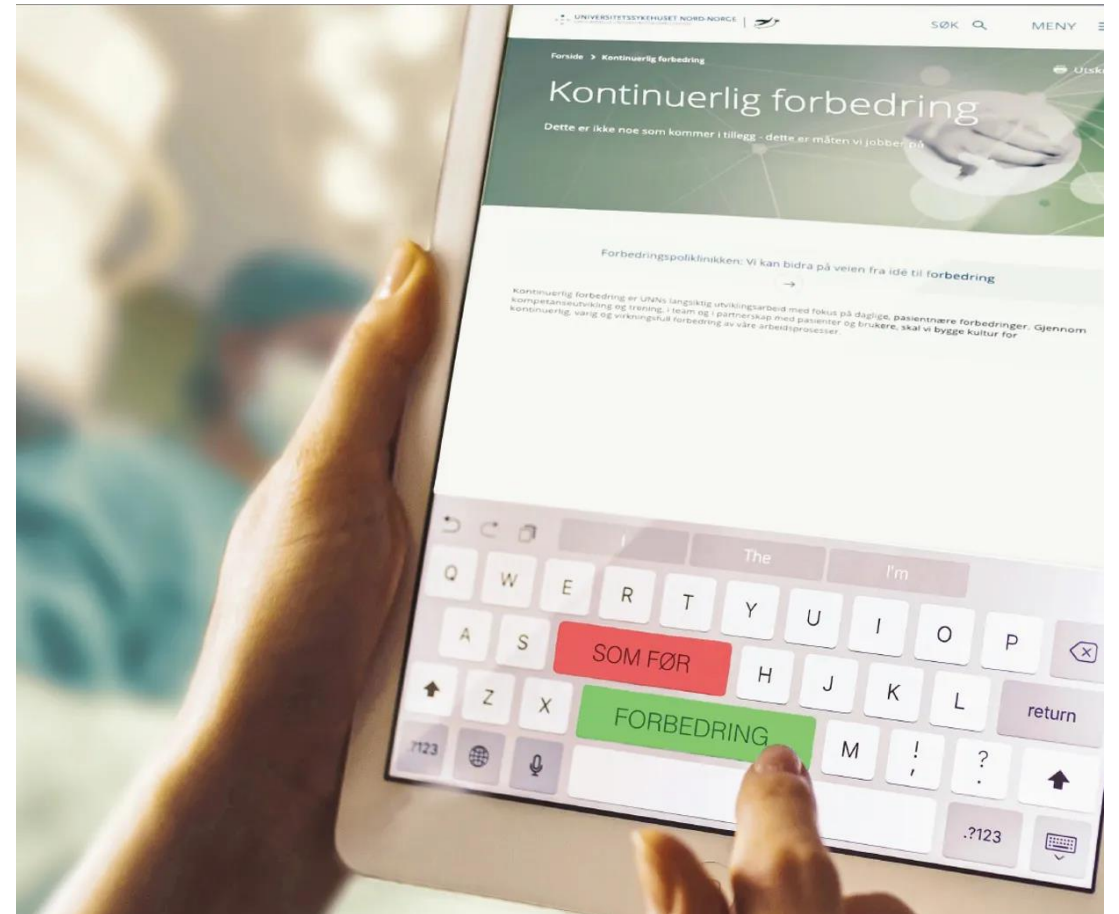 UNIVERSITETSSYKEHUSET NORD-NORGE
SØK
MENY
Forside > Kontinuerlig forbedring
Kontinuerlig forbedring
Dette er ikke noe som kommer i tillegg - dette er måten vi jobber på
Forbedringspoliklinikken: Vi kan bidra på veien fra idé til forbedring
→
Kontinuerlig forbedring er UNNs langsiktig utviklingsarbeid med fokus på daglige, pasientnære forbedringer. Gjennom
kompetanseutvikling og trening, i team og i partnerskap med pasienter og brukere, skal vi bygge kultur for
kontinuerlig, varig og virkningsfull forbedring av våre arbeidsprosesser.
I The I'm
Q W E R T Y U I O P
A S SOM FØR H J K L return
Z X FORBEDRING M ! , ? .
.?123 .?123